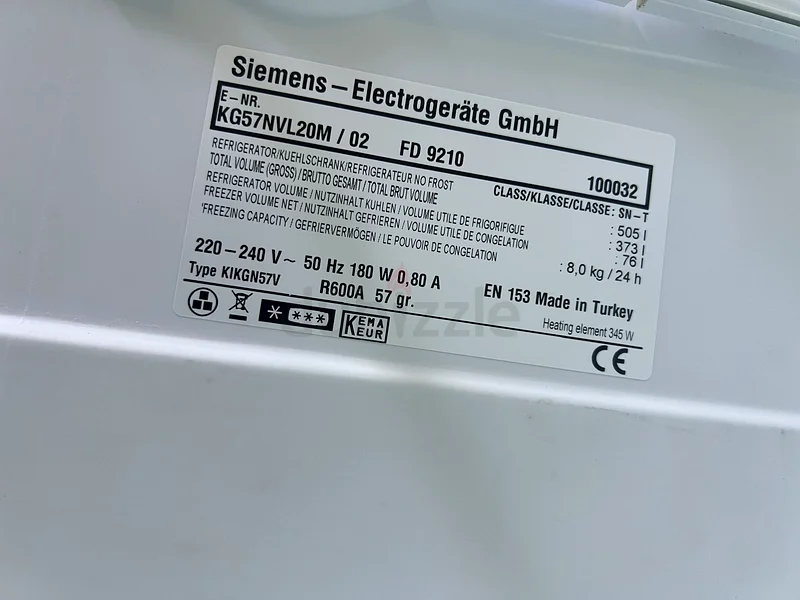 Siemens – Electrogeräte GmbH
E – NR.
KG57NVL20M / 02 FD 9210 100032
REFRIGERATOR/KUEHLSCHRANK/REFRIGERATEUR NO FROST CLASS/KLASSE/CLASSE: SN – T
TOTAL VOLUME (GROSS) / BRUTTO GESAMT / TOTAL BRUT VOLUME : 505 l
REFRIGERATOR VOLUME / NUTZINHALT KUHLEN / VOLUME UTILE DE FRIGORIFIGUE : 373 l
FREEZER VOLUME NET / NUTZINHALT GEFRIEREN / VOLUME UTILE DE CONGELATION : 76 l
'FREEZING CAPACITY / GEFRIERVERMÖGEN / LE POUVOIR DE CONGELATION : 8,0 kg / 24 h
220 – 240 V ~ 50 Hz 180 W 0,80 A EN 153 Made in Turkey
Type KIKGN57V R600A 57 gr. Heating element 345 W
KEMA
EUR
CE
dubizzle